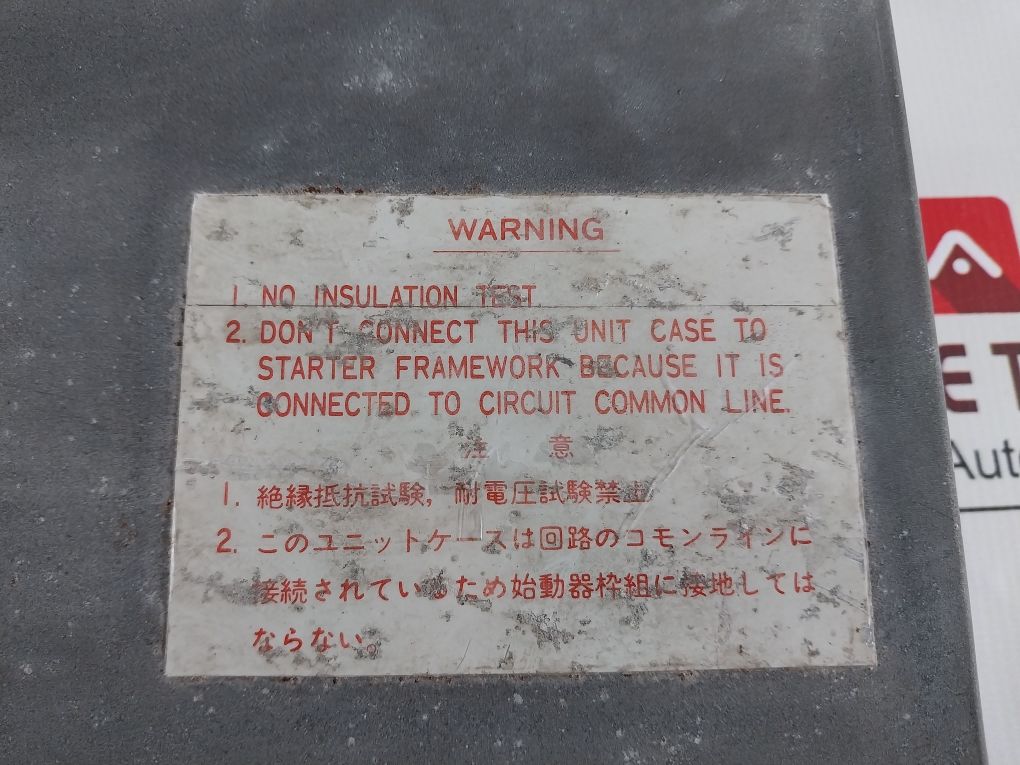 WARNING
1. NO INSULATION TEST
2. DON'T CONNECT THIS UNIT CASE TO
STARTER FRAMEWORK BECAUSE IT IS
CONNECTED TO CIRCUIT COMMON LINE.
注 意
1. 絶縁抵抗試験, 耐電圧試験禁止
2. このユニットケースは回路のコモンラインに
接続されているため始動器枠組に接地しては
ならない。
E T
Auto